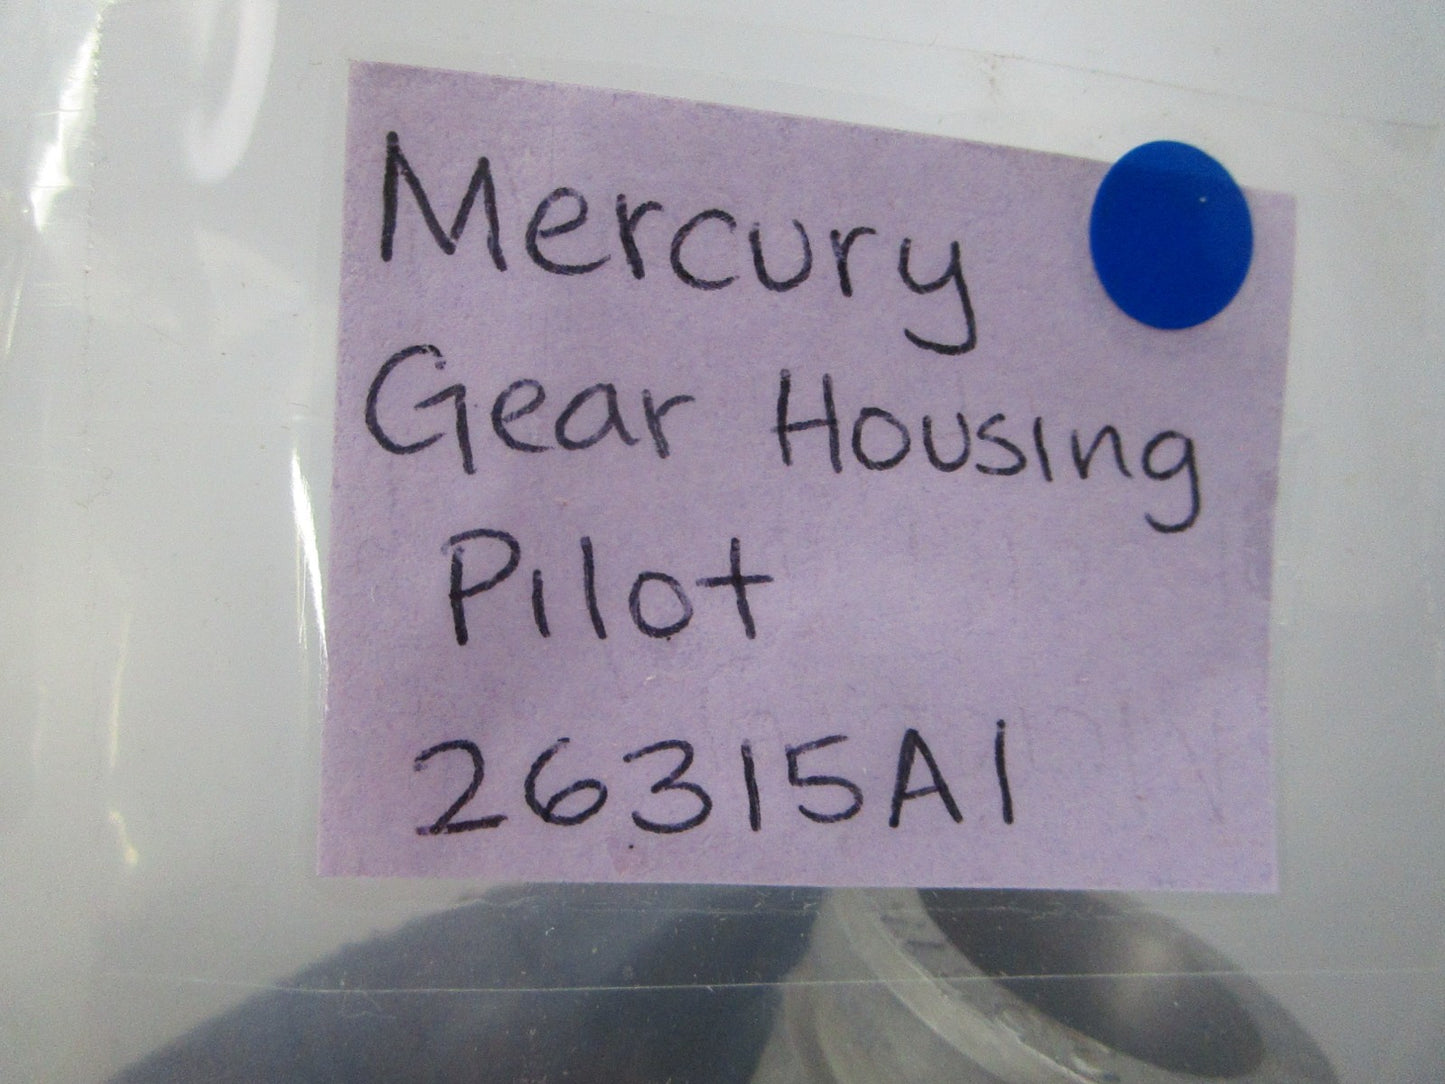 Mercury
Gear Housing
Pilot
26315A1